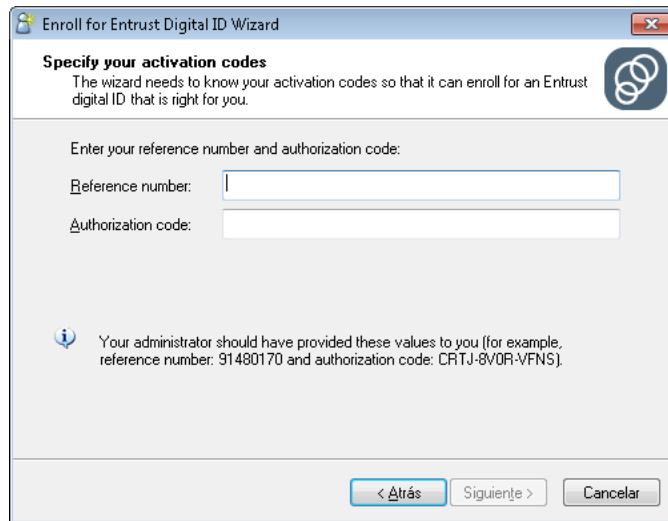 Enroll for Entrust Digital ID Wizard
Specify your activation codes
The wizard needs to know your activation codes so that it can enroll for an Entrust
digital ID that is right for you.
Enter your reference number and authorization code:
Reference number:
Authorization code:
Your administrator should have provided these values to you (for example,
reference number: 91480170 and authorization code: CRTJ-8V0R-VFNS).
< Atrás
Siguiente >
Cancelar